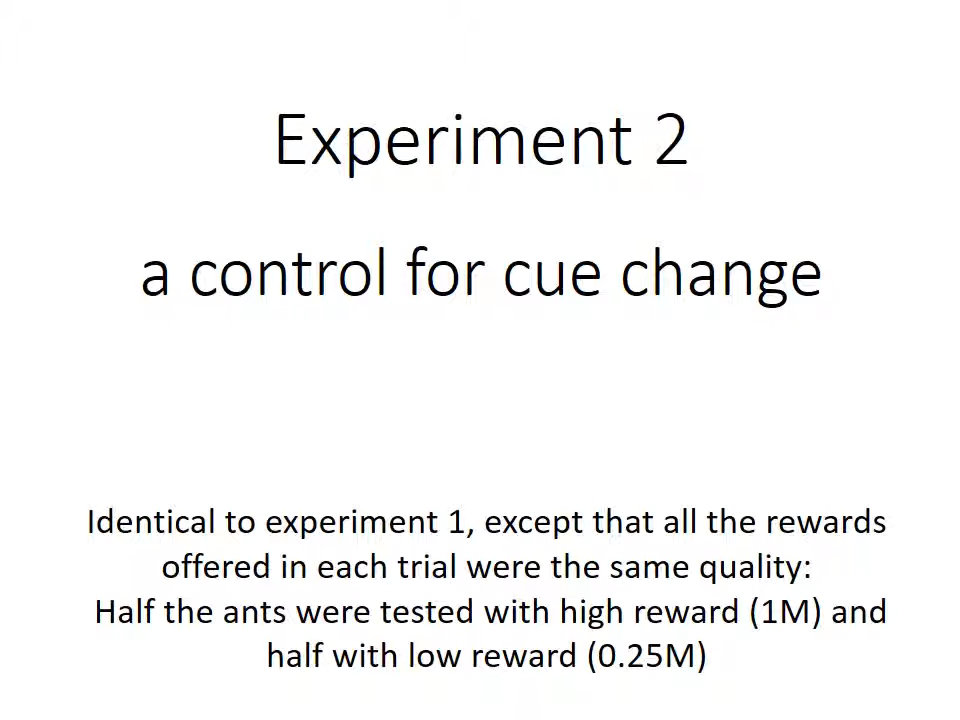 Experiment 2
a control for cue change
Identical to experiment 1, except that all the rewards
offered in each trial were the same quality:
Half the ants were tested with high reward (1M) and
half with low reward (0.25M)